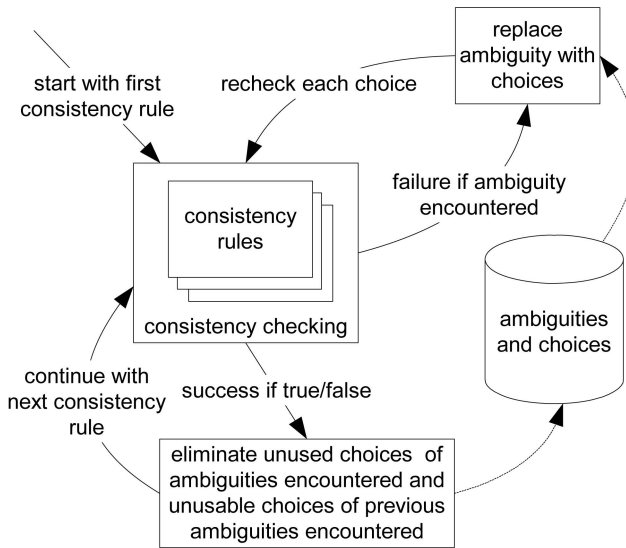 replace
ambiguity with
choices
start with first
consistency rule
recheck each choice
failure if ambiguity
encountered
consistency
rules
consistency checking
ambiguities
and choices
continue with
next consistency
rule
success if true/false
eliminate unused choices of
ambiguities encountered and
unusable choices of previous
ambiguities encountered